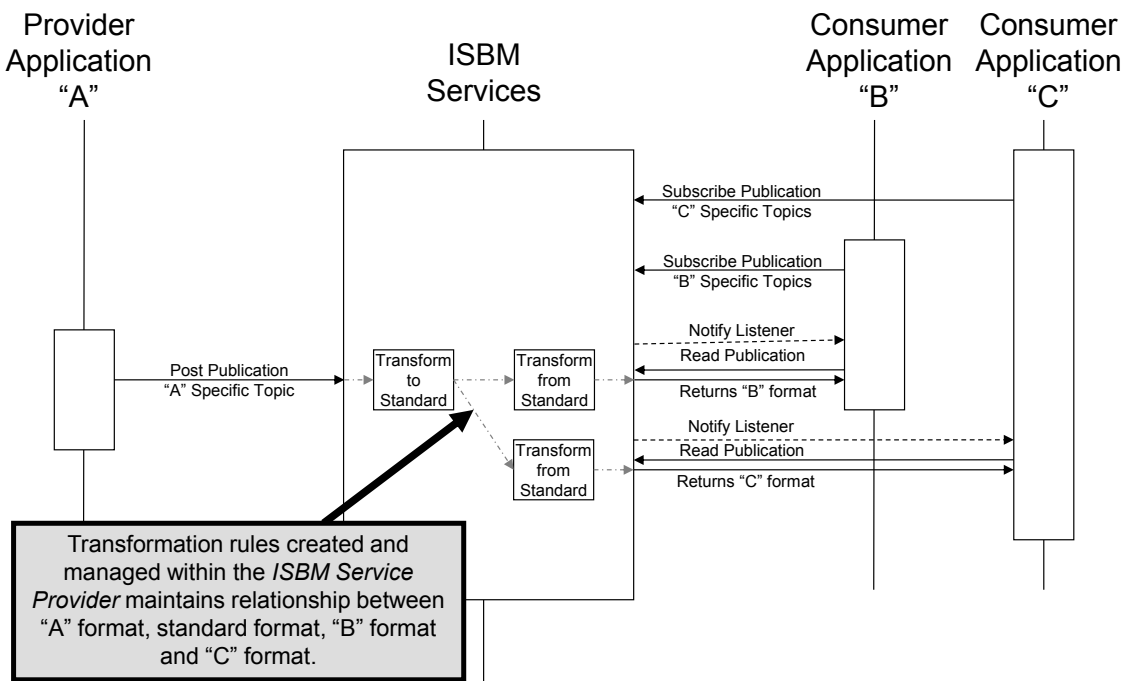 Provider
Application
“A”
ISBM
Services
Consumer
Application
“B”
Consumer
Application
“C”
Subscribe Publication
“C” Specific Topics
Subscribe Publication
“B” Specific Topics
Notify Listener
Read Publication
Returns “B” format
Post Publication
“A” Specific Topic
Transform
to
Standard
Transform
from
Standard
Transform
from
Standard
Notify Listener
Read Publication
Returns “C” format
Transformation rules created and
managed within the ISBM Service
Provider maintains relationship between
“A” format, standard format, “B” format
and “C” format.